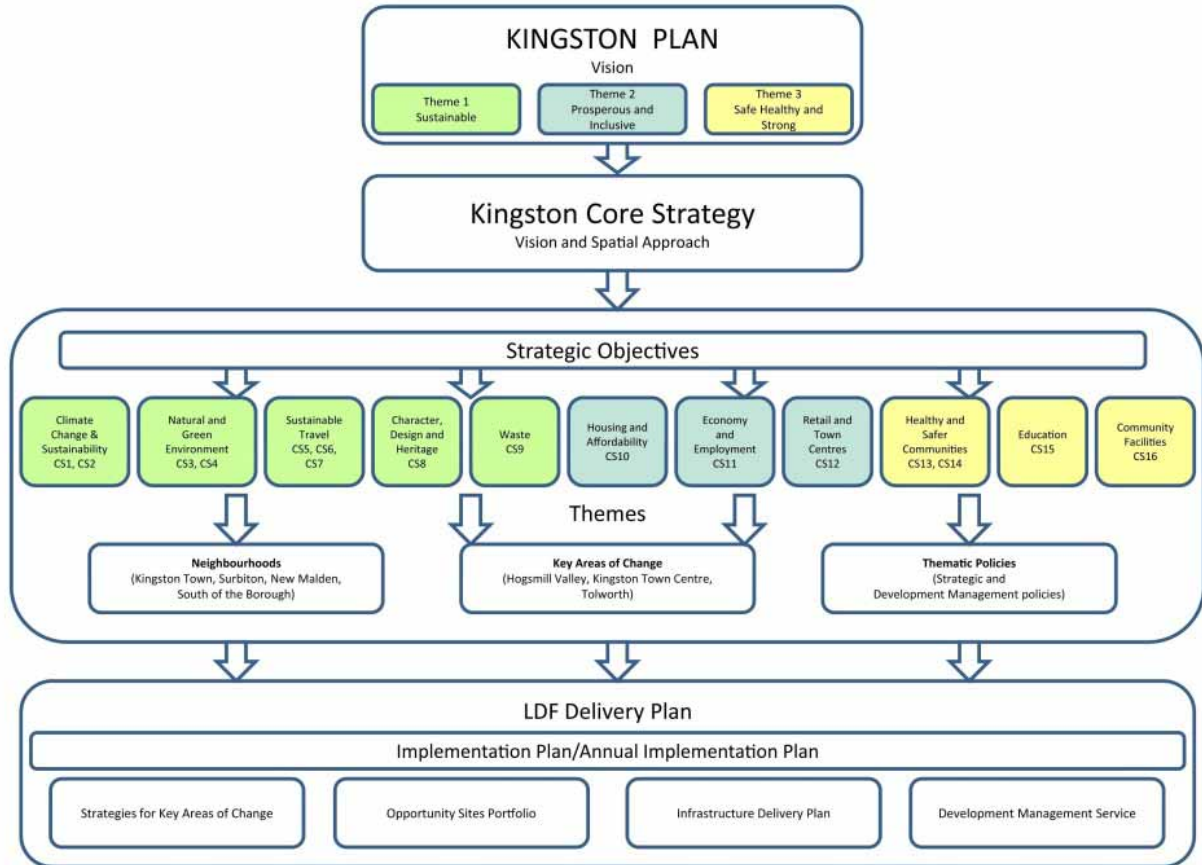 KINGSTON PLAN
Vision
Theme 1
Sustainable
Theme 2
Prosperous and
Inclusive
Theme 3
Safe Healthy and
Strong
Kingston Core Strategy
Vision and Spatial Approach
Strategic Objectives
Climate
Change &
Sustainability
CS1, CS2
Natural and
Green
Environment
CS3, CS4
Sustainable
Travel
CS5, CS6,
CS7
Character,
Design and
Heritage
CS8
Waste
CS9
Housing and
Affordability
CS10
Economy
and
Employment
CS11
Retail and
Town
Centres
CS12
Healthy and
Safer
Communities
CS13, CS14
Education
CS15
Community
Facilities
CS16
Themes
Neighbourhoods
(Kingston Town, Surbiton, New Malden,
South of the Borough)
Key Areas of Change
(Hogsmill Valley, Kingston Town Centre,
Tolworth)
Thematic Policies
(Strategic and
Development Management policies)
LDF Delivery Plan
Implementation Plan/Annual Implementation Plan
Strategies for Key Areas of Change
Opportunity Sites Portfolio
Infrastructure Delivery Plan
Development Management Service